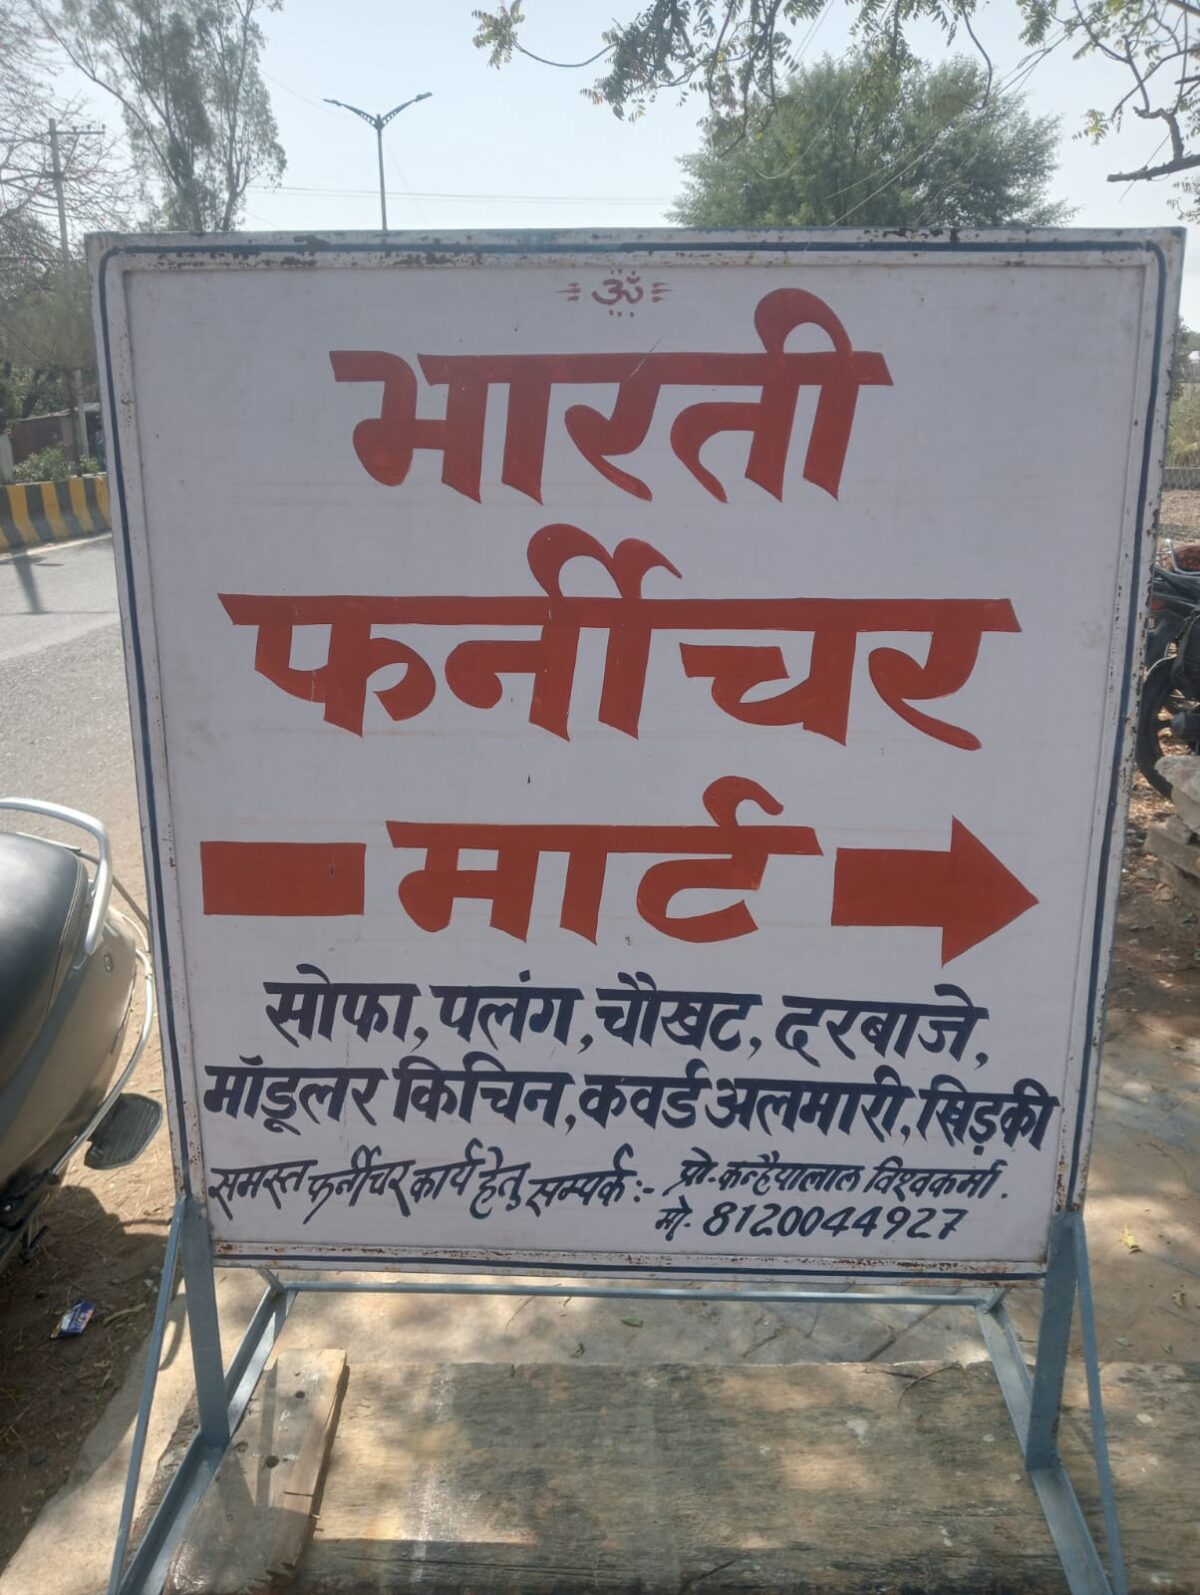 ॐ
भारती
फर्नीचर
मार्ट
सोफा, पलंग, चौखट, दरबाजे,
मॉडूलर किचिन, कवर्ड अलमारी, खिड़की
समस्त फर्नीचर कार्य हेतु सम्पर्क :- प्रो. कन्हैयालाल विश्वकर्मा.
मो. 8120044927